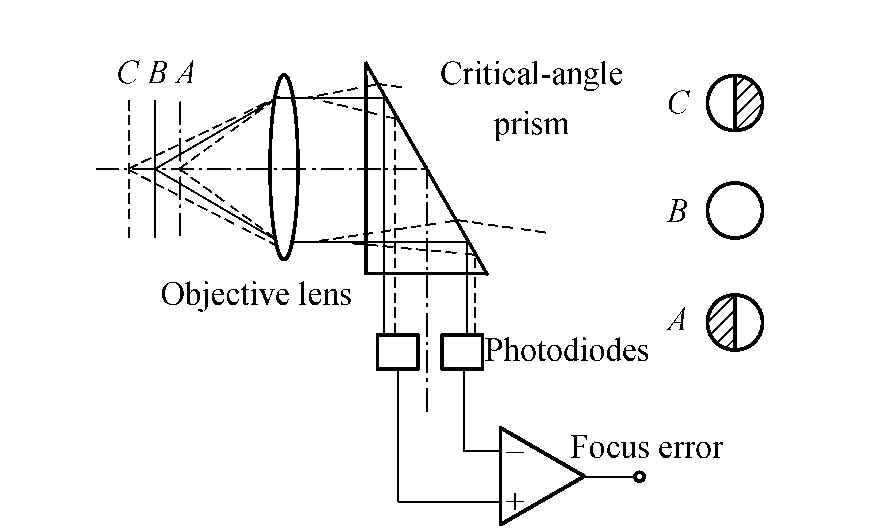 C B A
Critical-angle
prism
C
B
A
Objective lens
Photodiodes
Focus error
−
+